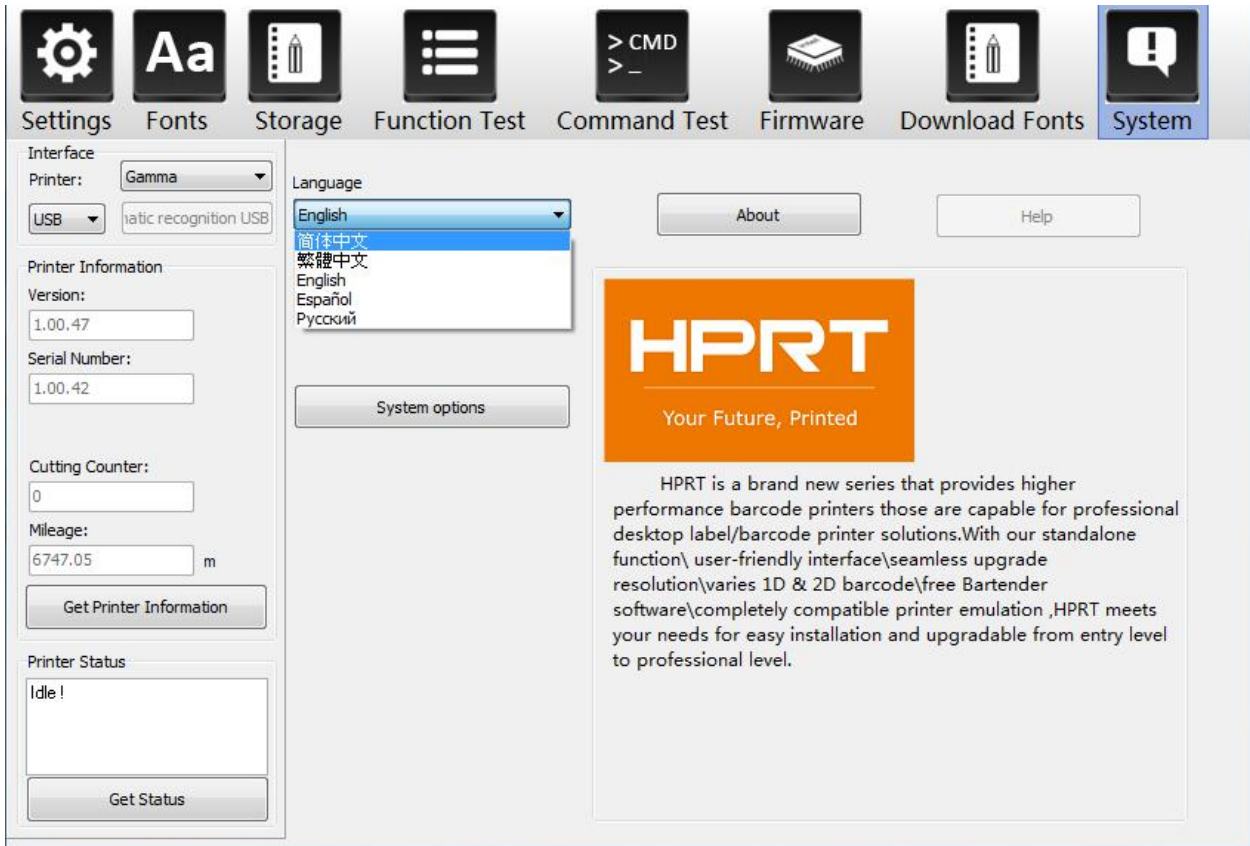 > CMD
> _
Aa
Settings Fonts Storage Function Test Command Test Firmware Download Fonts System
Interface
Printer: Gamma
USB natic recognition USB
Printer Information
Version:
1.00.47
Serial Number:
1.00.42
Cutting Counter:
0
Mileage:
6747.05 m
Get Printer Information
Printer Status
Idle !
Get Status
Language
English
简体中文
繁體中文
English
Español
Русский
System options
About
Help
HPRT
Your Future, Printed
HPRT is a brand new series that provides higher
performance barcode printers those are capable for professional
desktop label/barcode printer solutions.With our standalone
function\ user-friendly interface\seamless upgrade
resolution\varies 1D & 2D barcode\free Bartender
software\completely compatible printer emulation ,HPRT meets
your needs for easy installation and upgradable from entry level
to professional level.